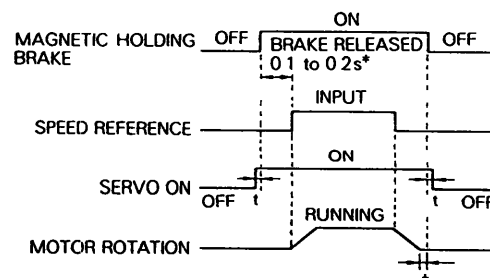 ON
MAGNETIC HOLDING BRAKE
OFF
BRAKE RELEASED
OFF
0 1 to 0 2s*
INPUT
SPEED REFERENCE
ON
SERVO ON
OFF
t
t
OFF
RUNNING
MOTOR ROTATION